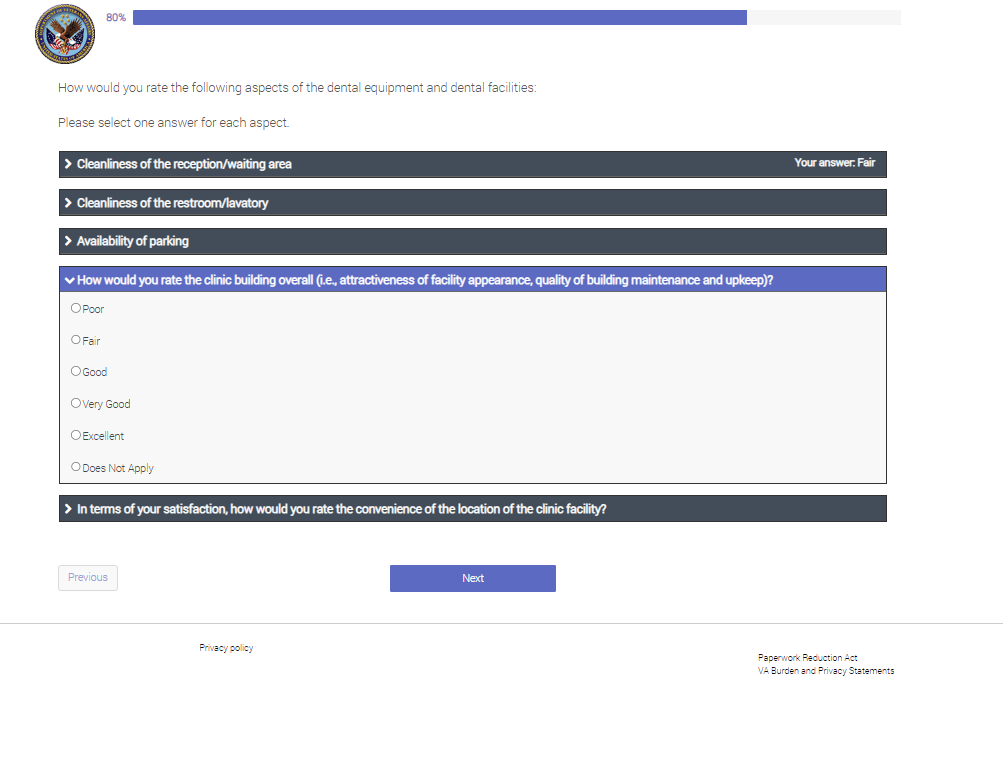 80%
How would you rate the following aspects of the dental equipment and dental facilities:
Please select one answer for each aspect.
Cleanliness of the reception/waiting area
Your answer: Fair
Cleanliness of the restroom/lavatory
Availability of parking
How would you rate the clinic building overall (i.e., attractiveness of facility appearance, quality of building maintenance and upkeep)?
Poor
Fair
Good
Very Good
Excellent
Does Not Apply
In terms of your satisfaction, how would you rate the convenience of the location of the clinic facility?
Previous
Next
Privacy policy
Paperwork Reduction Act
VA Burden and Privacy Statements